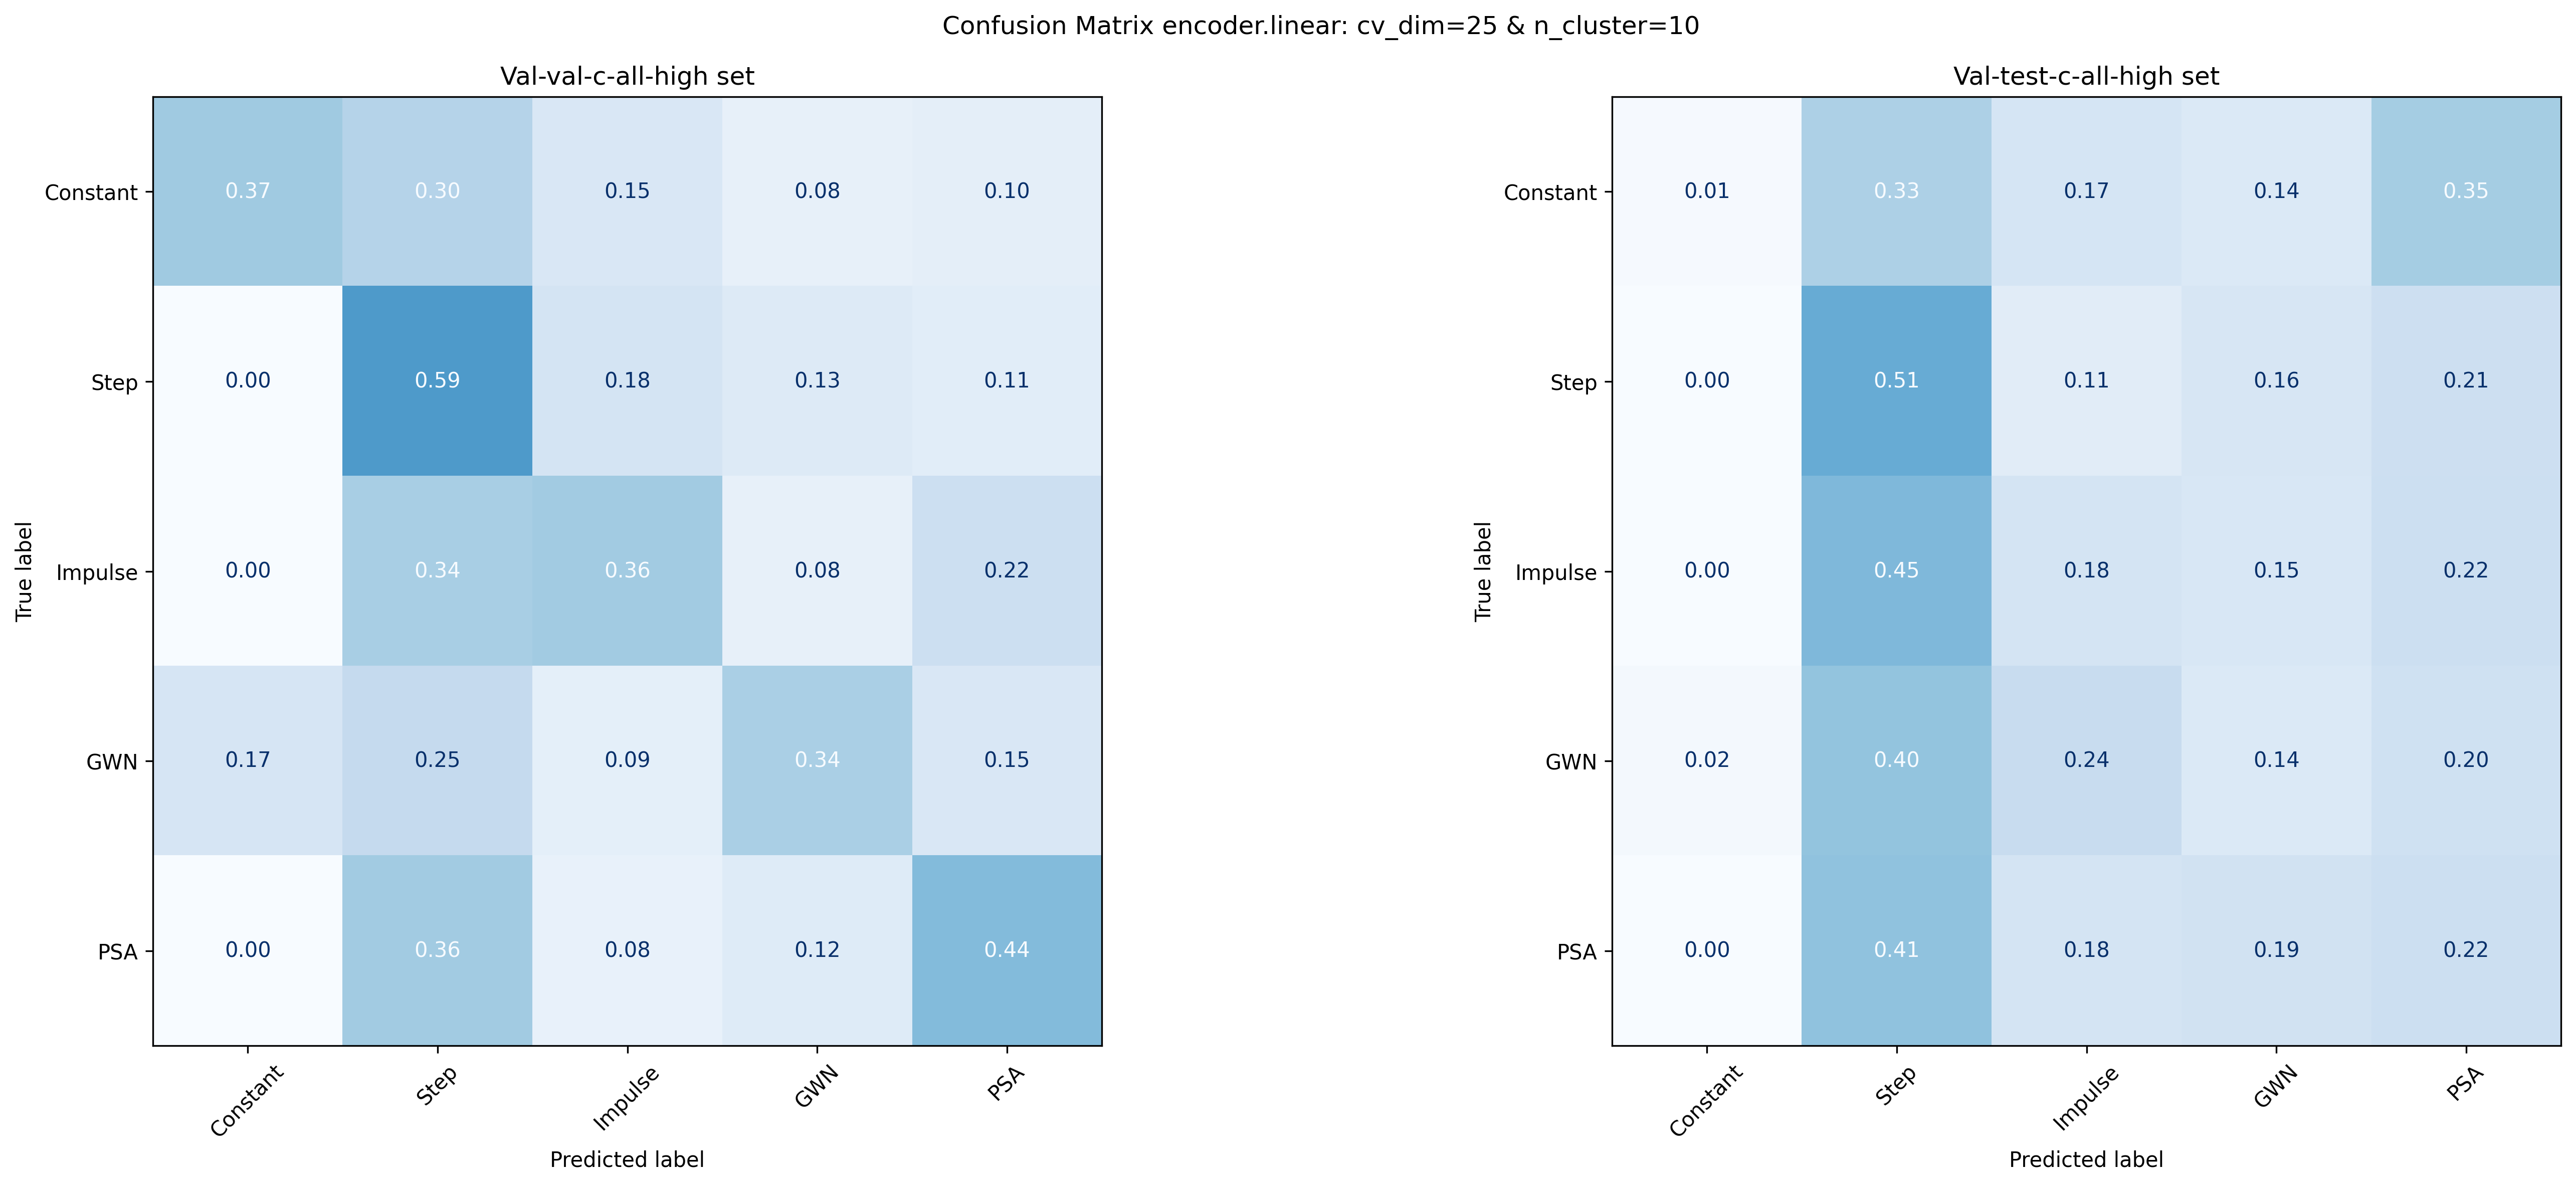 Confusion Matrix encoder.linear: cv_dim=25 & n_cluster=10
Val-val-c-all-high set
True label
Constant 0.37 0.30 0.15 0.08 0.10
Step 0.00 0.59 0.18 0.13 0.11
Impulse 0.00 0.34 0.36 0.08 0.22
GWN 0.17 0.25 0.09 0.34 0.15
PSA 0.00 0.36 0.08 0.12 0.44
Constant Step Impulse GWN PSA
Predicted label
Val-test-c-all-high set
True label
Constant 0.01 0.33 0.17 0.14 0.35
Step 0.00 0.51 0.11 0.16 0.21
Impulse 0.00 0.45 0.18 0.15 0.22
GWN 0.02 0.40 0.24 0.14 0.20
PSA 0.00 0.41 0.18 0.19 0.22
Constant Step Impulse GWN PSA
Predicted label